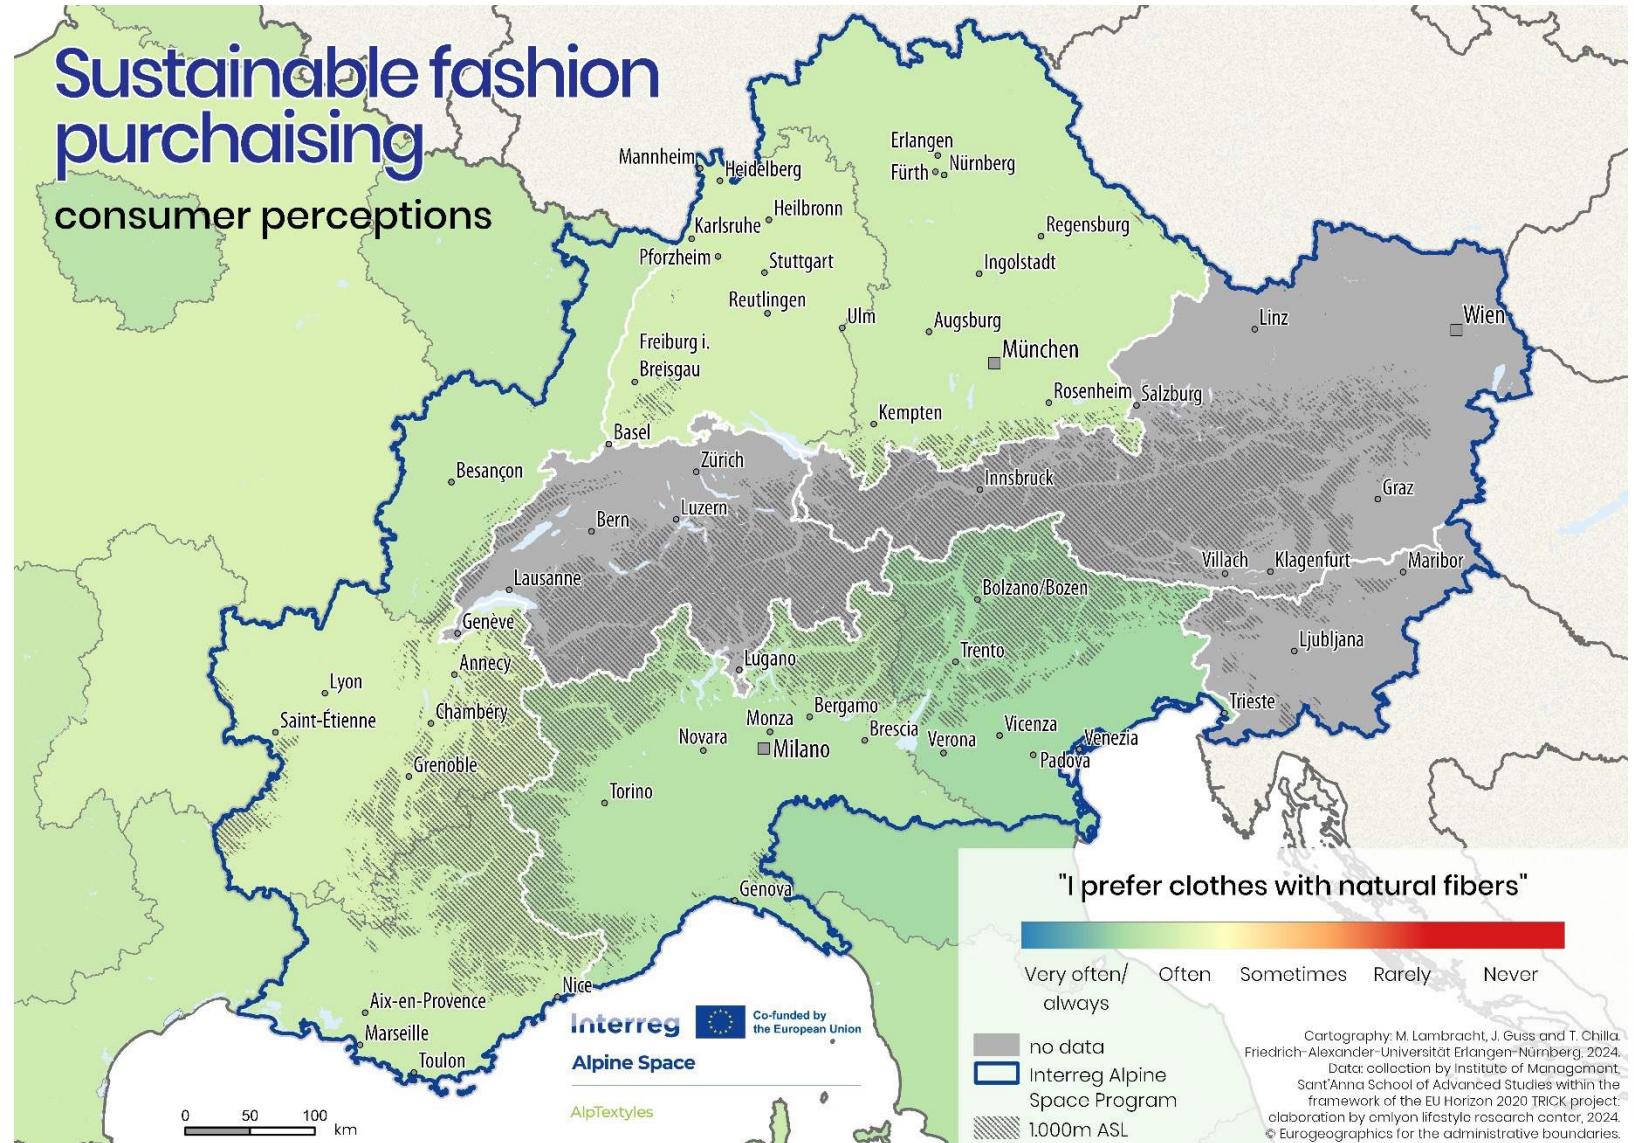 Sustainable fashion
purchaising
consumer perceptions
Mannheim
Heidelberg
Erlangen
Fürth
Nürnberg
Heilbronn
Karlsruhe
Regensburg
Pforzheim
Stuttgart
Ingolstadt
Reutlingen
Ulm
Augsburg
Linz
Wien
Freiburg i.
Breisgau
München
Rosenheim
Salzburg
Kempten
Basel
Zürich
Besançon
Innsbruck
Graz
Bern
Luzern
Villach
Klagenfurt
Maribor
Lausanne
Bolzano/Bozen
Genève
Ljubljana
Annecy
Lugano
Trento
Lyon
Trieste
Saint-Étienne
Chambéry
Monza
Bergamo
Vicenza
Novara
Milano
Brescia
Verona
Venezia
Padova
Grenoble
Torino
Genova
Nice
Aix-en-Provence
Marseille
Toulon
Interreg
Co-funded by
the European Union
Alpine Space
AlpTextyles
0 50 100
km
"I prefer clothes with natural fibers"
Very often/
always
Often
Sometimes
Rarely
Never
no data
Interreg Alpine
Space Program
1.000m ASL
Cartography: M. Lambracht, J. Guss and T. Chilla.
Friedrich-Alexander-Universität Erlangen-Nürnberg, 2024.
Data: collection by Institute of Management,
Sant'Anna School of Advanced Studies within the
framework of the EU Horizon 2020 TRICK project;
elaboration by emlyon lifestyle research center, 2024.
© Eurogeographics for the administrative boundaries.